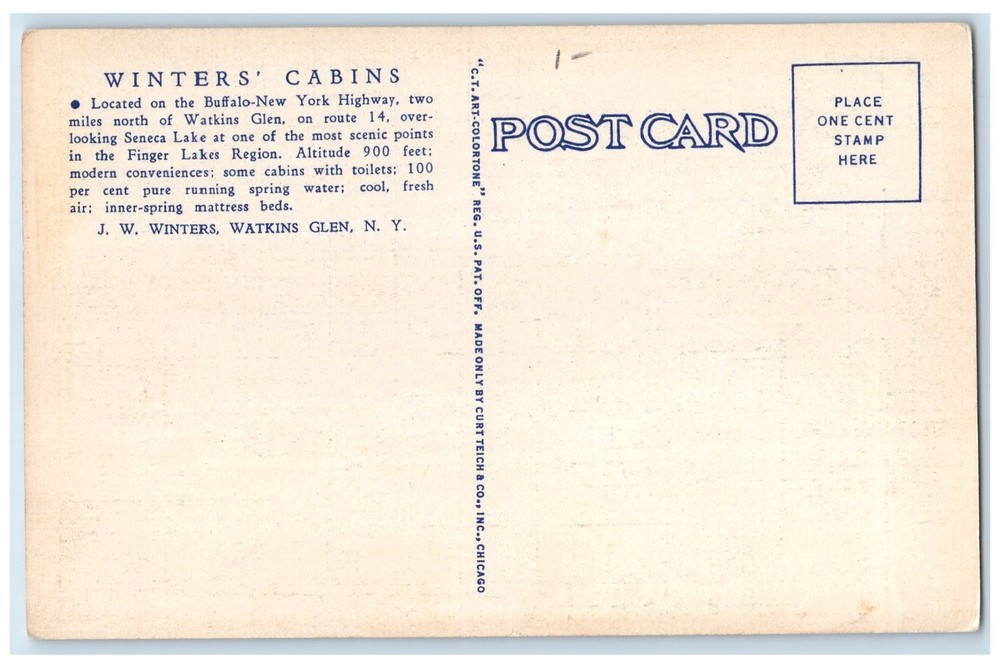 WINTERS' CABINS
● Located on the Buffalo-New York Highway, two
miles north of Watkins Glen, on route 14, over-
looking Seneca Lake at one of the most scenic points
in the Finger Lakes Region. Altitude 900 feet;
modern conveniences; some cabins with toilets; 100
per cent pure running spring water; cool, fresh
air; inner-spring mattress beds.
J. W. WINTERS, WATKINS GLEN, N. Y.
"C.T. ART-COLORTONE" REG. U.S. PAT. OFF. MADE ONLY BY CURT TEICH & CO., INC., CHICAGO
1-
POST CARD
PLACE
ONE CENT
STAMP
HERE